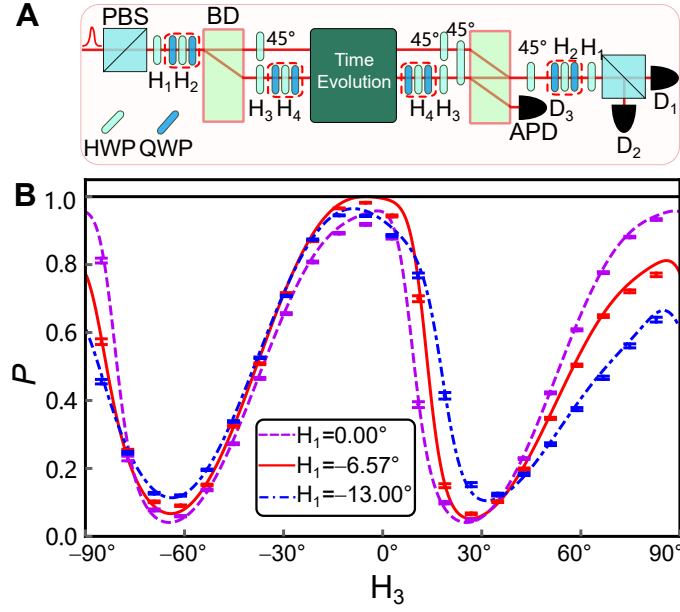 A
PBS
BD
45°
45°
45°
45°
H₂
H₁
Time
Evolution
H₁
H₂
H₃
H₄
H₄
H₃
D₃
APD
D₁
D₂
HWP
QWP
B
1.0
0.8
0.6
0.4
0.2
0.0
P
H₁=0.00°
H₁=−6.57°
H₁=−13.00°
−90°
−60°
−30°
0°
30°
60°
90°
H₃